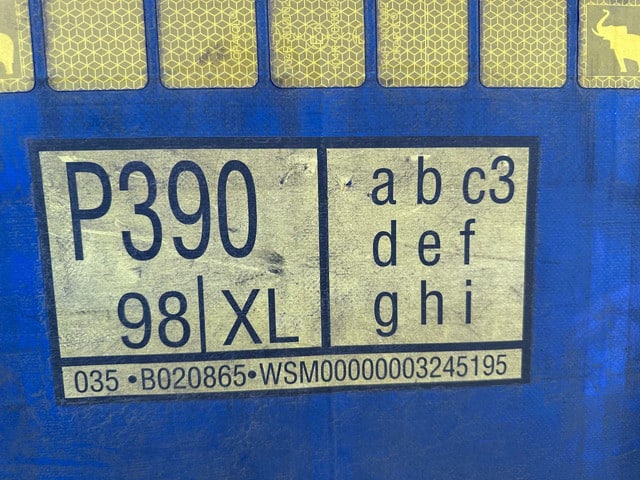 P390
98 XL
a b c3
d e f
g h i
035 • B020865 • WSM00000003245195